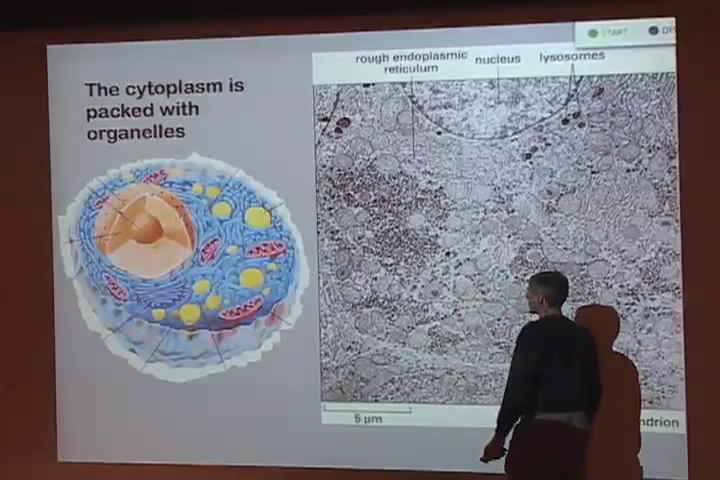 START
The cytoplasm is
packed with
organelles
rough endoplasmic
reticulum
nucleus
lysosomes
5 µm
ndrion